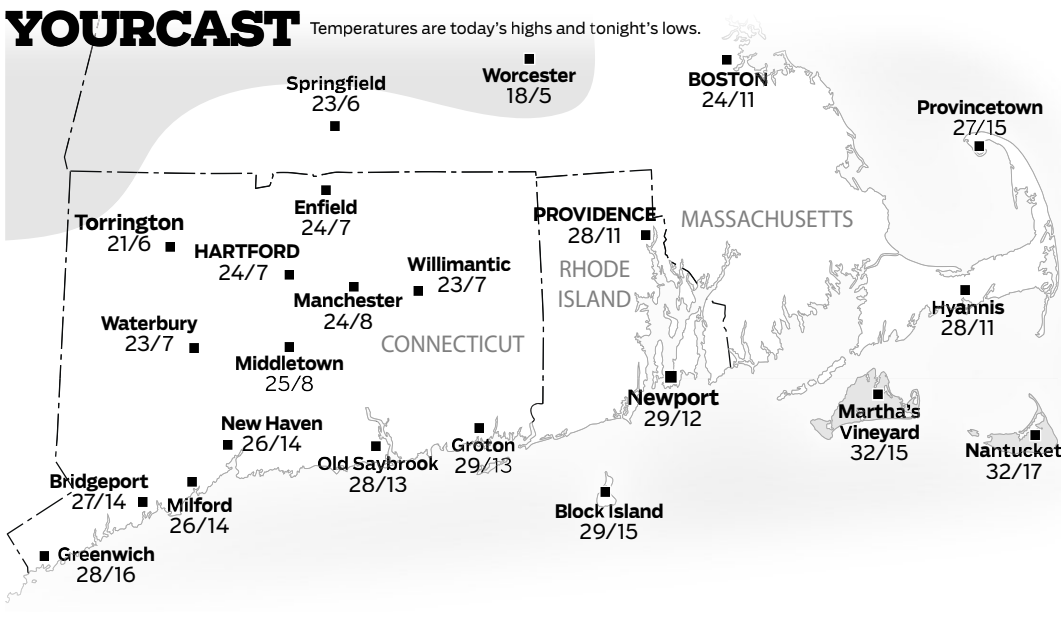 YOURCAST
Temperatures are today's highs and tonight's lows.
Springfield
23/6
Worcester
18/5
BOSTON
24/11
Provincetown
27/15
Enfield
24/7
Torrington
21/6
HARTFORD
24/7
PROVIDENCE
28/11
MASSACHUSETTS
RHODE
ISLAND
Willimantic
23/7
Manchester
24/8
Hyannis
28/11
Waterbury
23/7
CONNECTICUT
Middletown
25/8
Newport
29/12
Martha's
Vineyard
32/15
New Haven
26/14
Groton
29/13
Old Saybrook
28/13
Nantucket
32/17
Bridgeport
27/14
Milford
26/14
Block Island
29/15
Greenwich
28/16